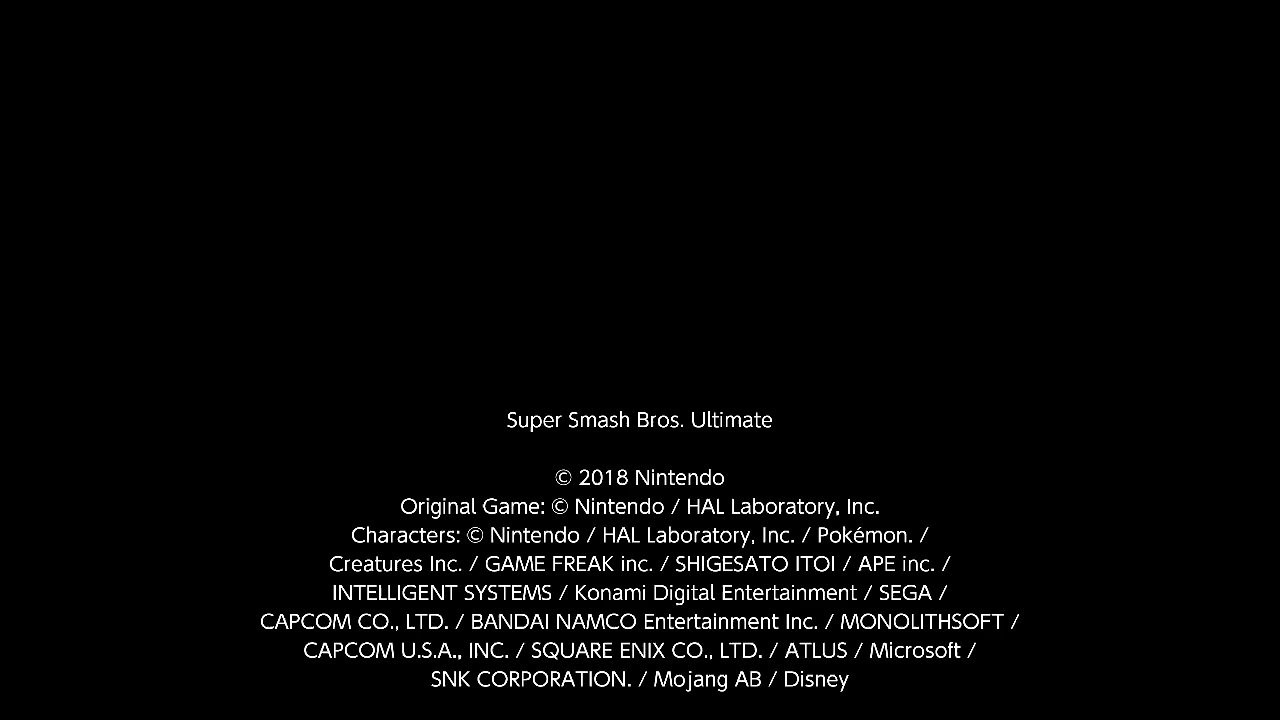 Super Smash Bros. Ultimate
© 2018 Nintendo
Original Game: © Nintendo / HAL Laboratory, Inc.
Characters: © Nintendo / HAL Laboratory, Inc. / Pokémon. /
Creatures Inc. / GAME FREAK inc. / SHIGESATO ITOI / APE inc. /
INTELLIGENT SYSTEMS / Konami Digital Entertainment / SEGA /
CAPCOM CO., LTD. / BANDAI NAMCO Entertainment Inc. / MONOLITHSOFT /
CAPCOM U.S.A., INC. / SQUARE ENIX CO., LTD. / ATLUS / Microsoft /
SNK CORPORATION. / Mojang AB / Disney